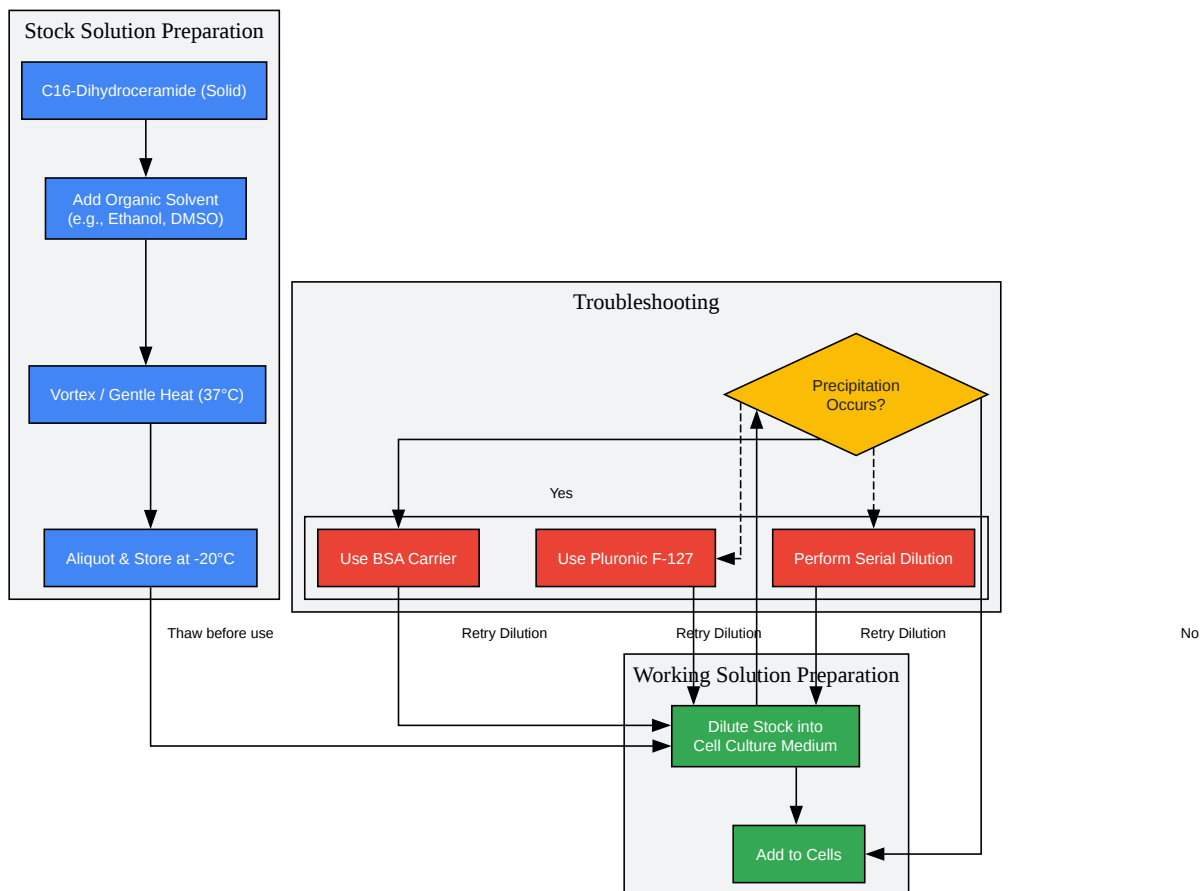 Stock Solution Preparation
C16-Dihydroceramide (Solid)
Add Organic Solvent
(e.g., Ethanol, DMSO)
Vortex / Gentle Heat (37°C)
Aliquot & Store at -20°C
Thaw before use
Troubleshooting
Precipitation
Occurs?
Yes
Use BSA Carrier
Use Pluronic F-127
Perform Serial Dilution
Retry Dilution
Retry Dilution
Retry Dilution
No
Working Solution Preparation
Dilute Stock into
Cell Culture Medium
Add to Cells